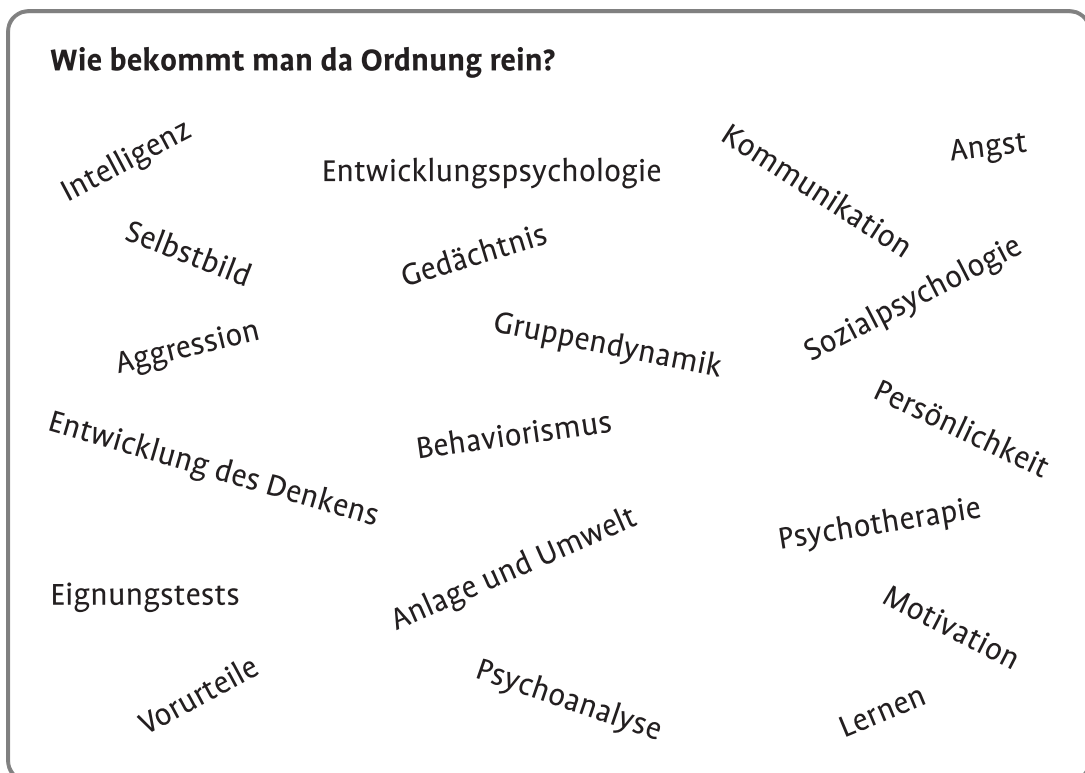 Wie bekommt man da Ordnung rein?
Intelligenz
Entwicklungspsychologie
Kommunikation
Angst
Selbstbild
Gedächtnis
Sozialpsychologie
Aggression
Gruppendynamik
Persönlichkeit
Entwicklung des Denkens
Behaviorismus
Psychotherapie
Eignungstests
Anlage und Umwelt
Motivation
Vorurteile
Psychoanalyse
Lernen